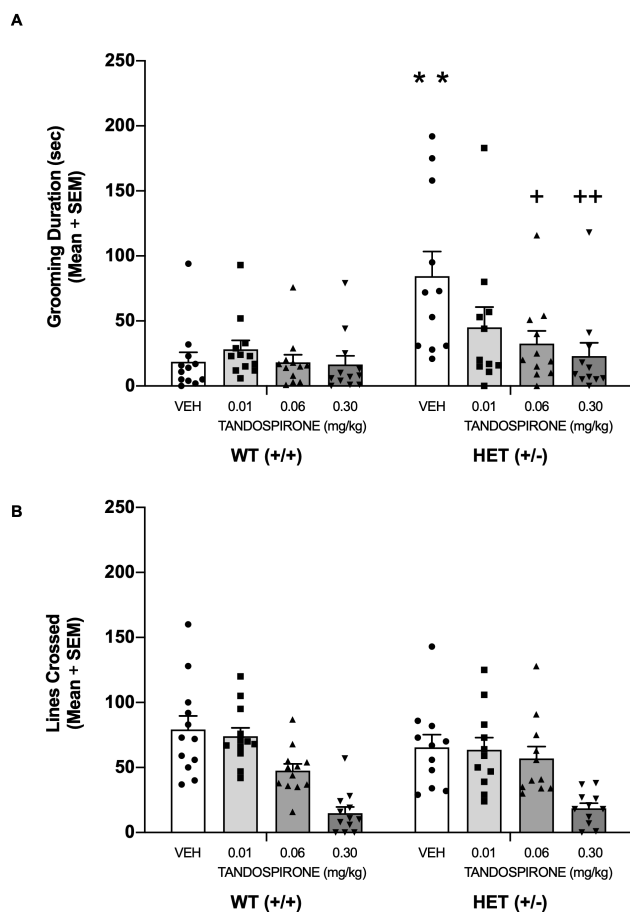 A
Grooming Duration (sec)
(Mean + SEM)
250
200
150
100
50
0
* *
+
++
VEH 0.01 0.06 0.30 VEH 0.01 0.06 0.30
TANDOSPIRONE (mg/kg) TANDOSPIRONE (mg/kg)
WT (+/+) HET (+/-)
B
Lines Crossed
(Mean + SEM)
250
200
150
100
50
0
VEH 0.01 0.06 0.30 VEH 0.01 0.06 0.30
TANDOSPIRONE (mg/kg) TANDOSPIRONE (mg/kg)
WT (+/+) HET (+/-)